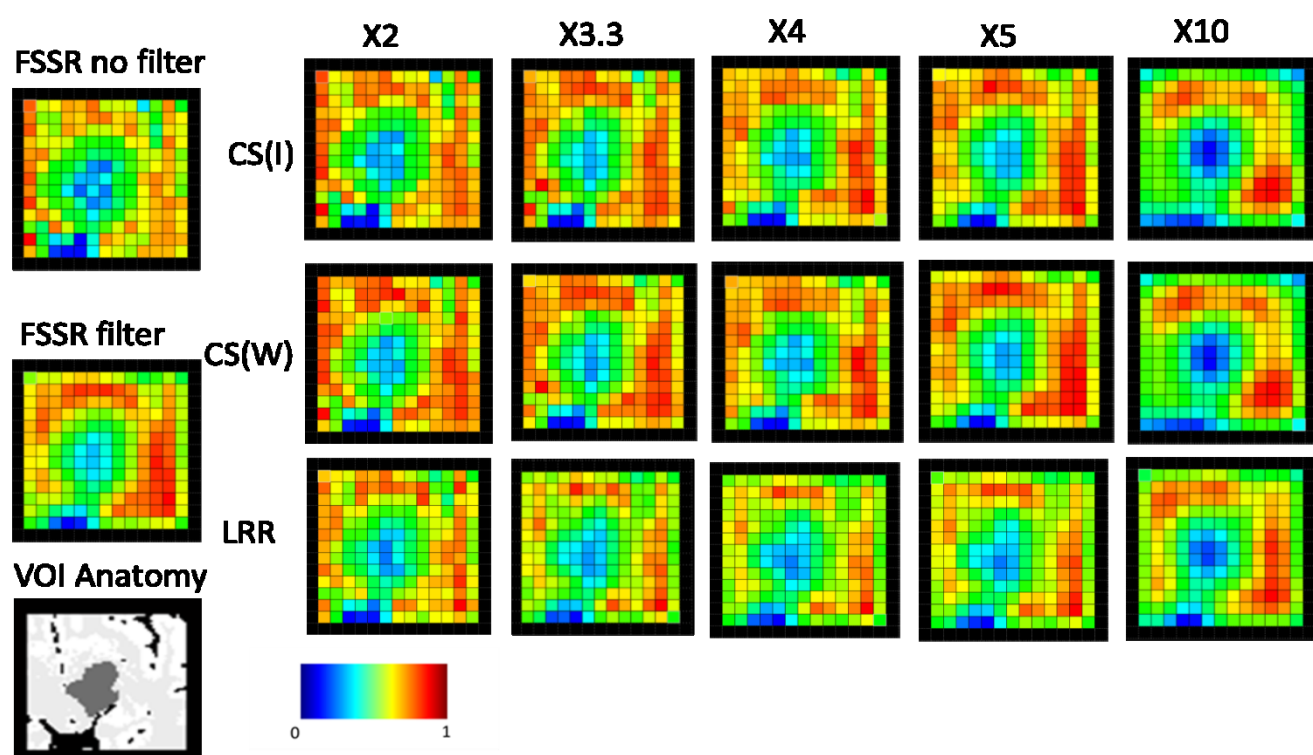 X2 X3.3 X4 X5 X10
FSSR no filter
CS(I)
FSSR filter
CS(W)
LRR
VOI Anatomy
0 1